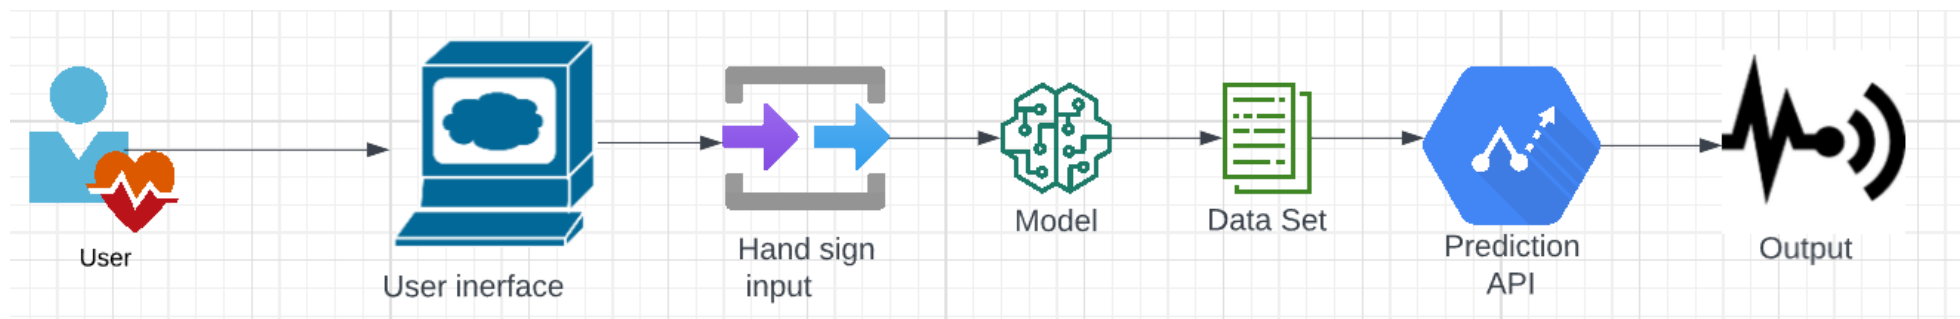 User
User inerface
Hand sign
input
Model
Data Set
Prediction
API
Output